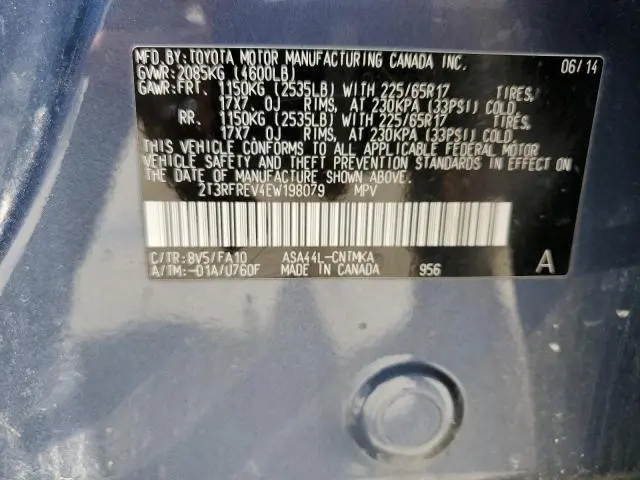 MFD.BY:TOYOTA MOTOR MANUFACTURING CANADA INC. 06/14
GVWR:2085KG (4600LB)
GAWR:FRT. 1150KG (2535LB) WITH 225/65R17 TIRES,
17X7.0J RIMS, AT 230KPA (33PSI) COLD.
RR. 1150KG (2535LB) WITH 225/65R17 TIRES,
17X7.0J RIMS, AT 230KPA (33PSI) COLD.
THIS VEHICLE CONFORMS TO ALL APPLICABLE FEDERAL MOTOR
VEHICLE SAFETY AND THEFT PREVENTION STANDARDS IN EFFECT ON
THE DATE OF MANUFACTURE SHOWN ABOVE.
2T3RFREV4EW198079 MPV
C/TR:8V5/FA10 ASA44L-CNTMKA
A/TM:-01A/U760F MADE IN CANADA 956 A